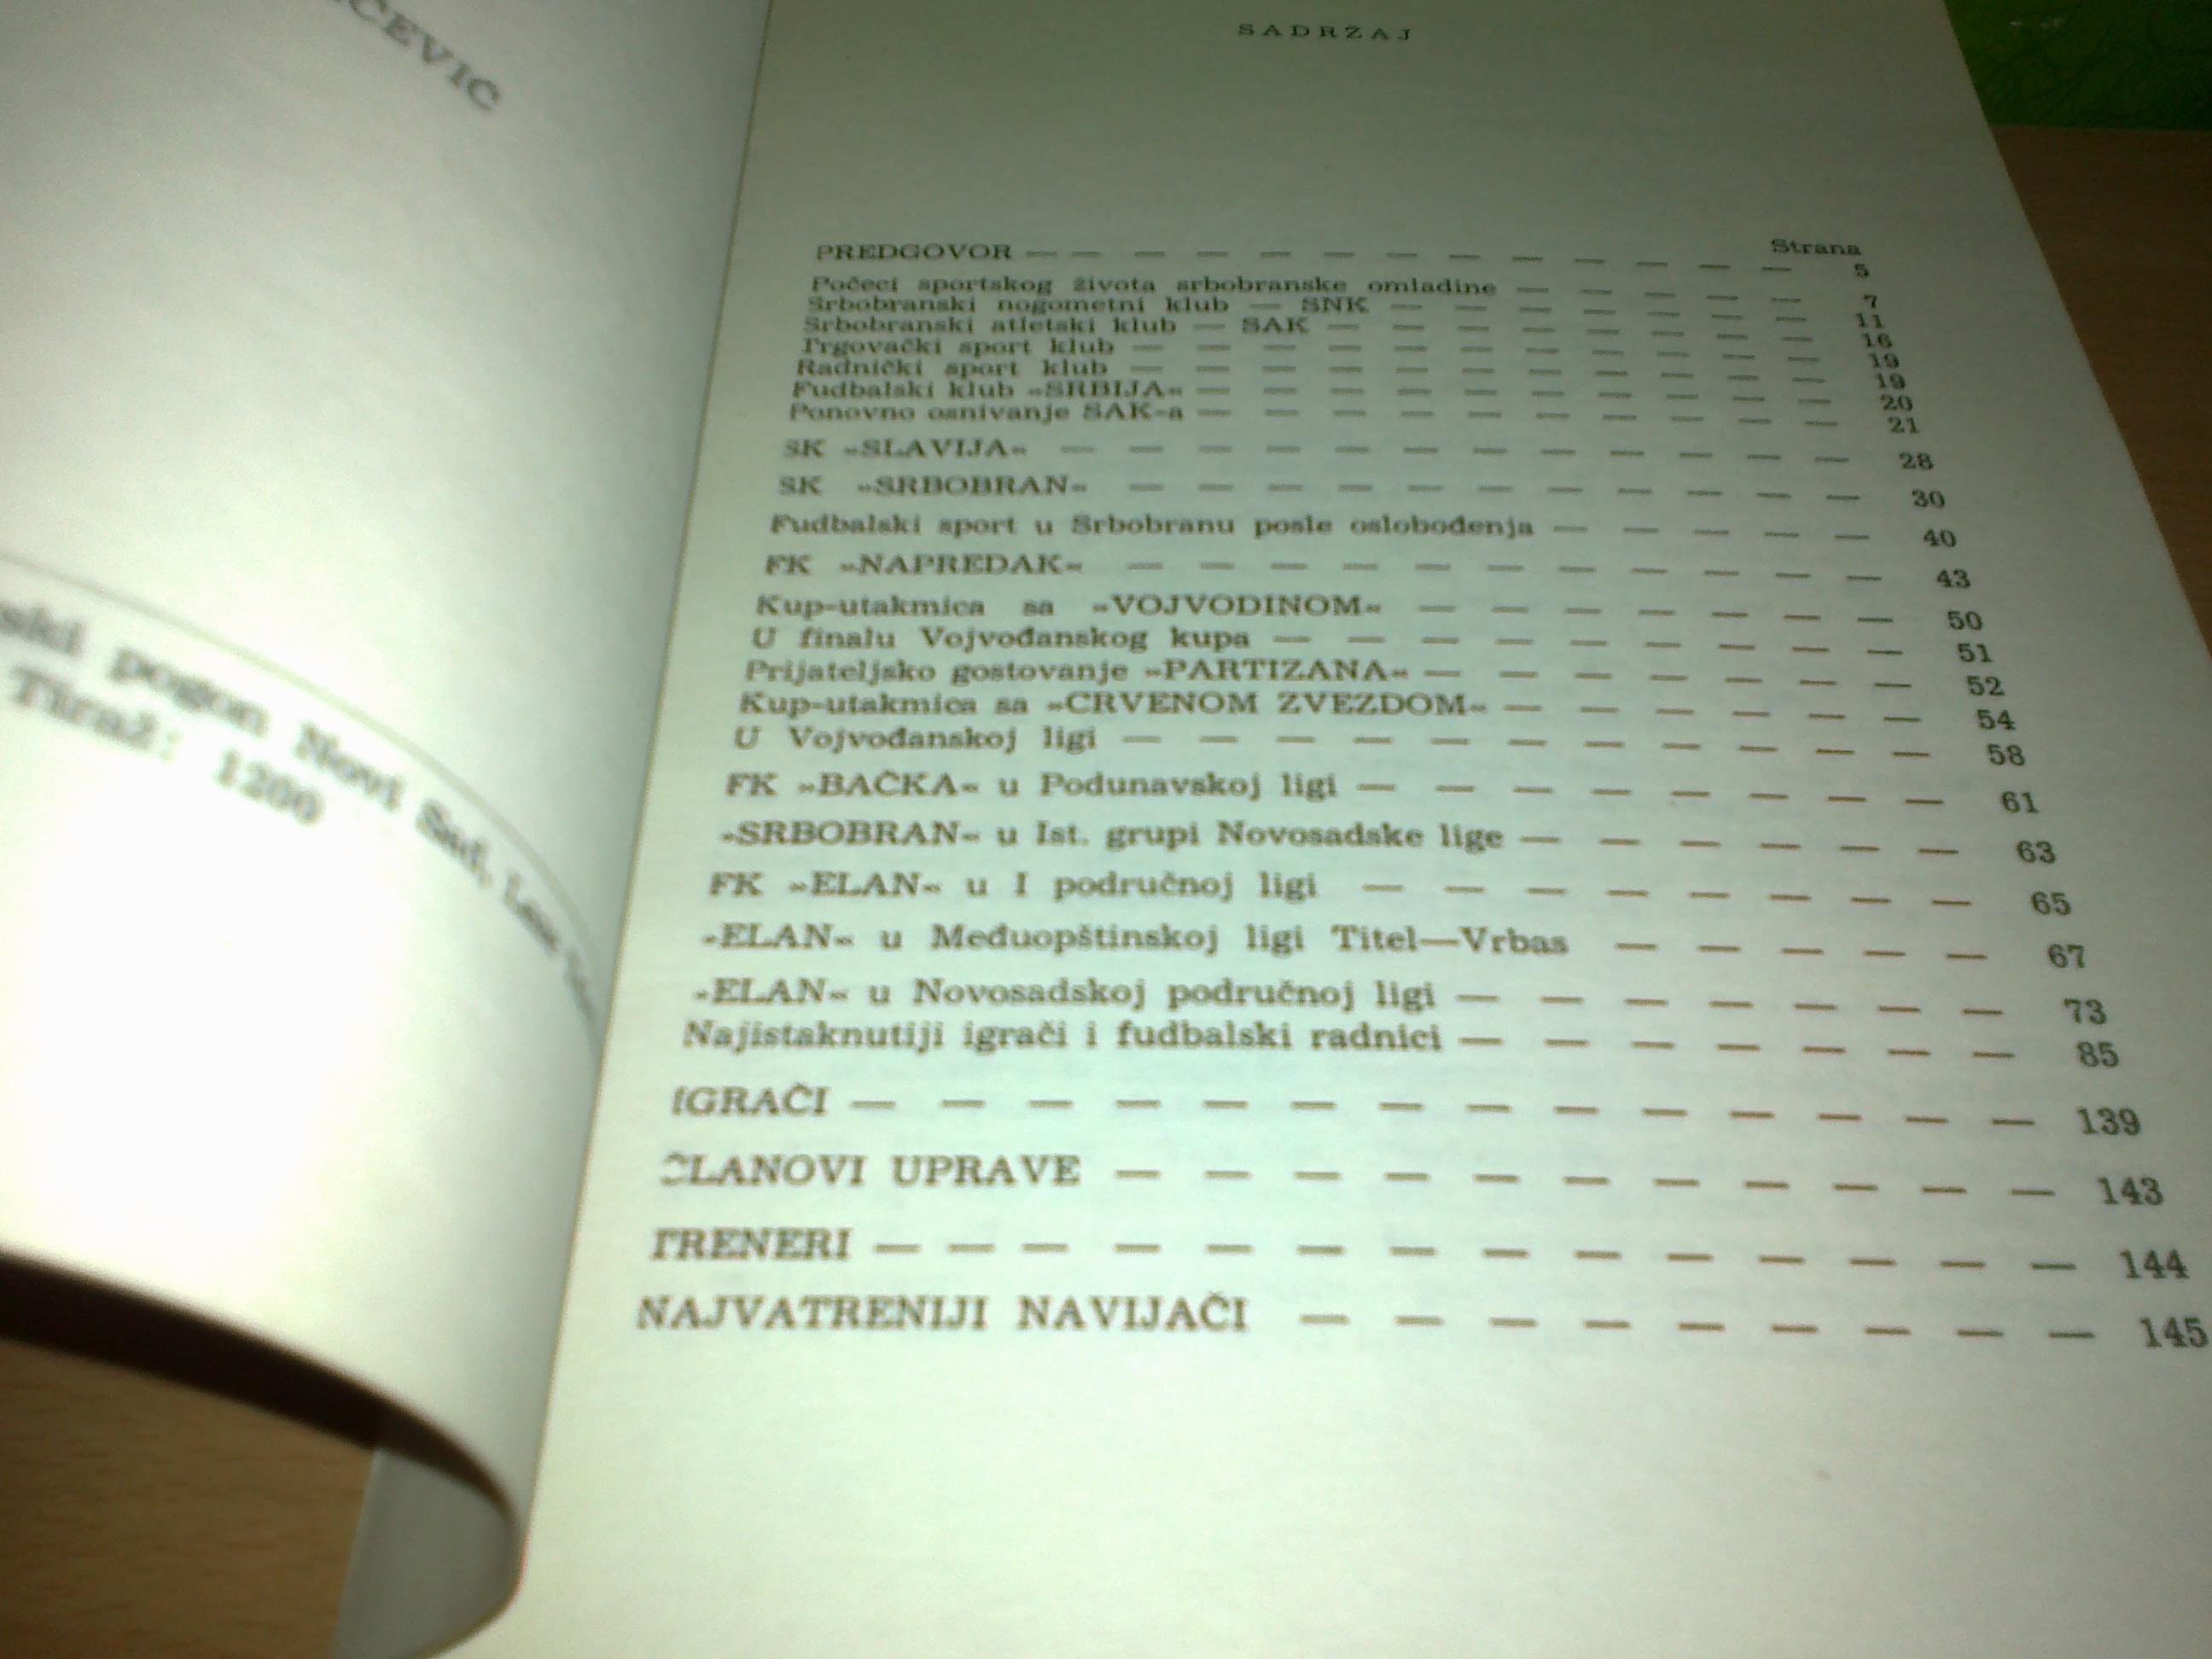 ČEVIĆ
pogon Novi Sad,
Tiraž: 1200
SADRŽAJ
Strana
PREDGOVOR — — — — — — — — — — — — — 5
Počeci sportskog života srbobranske omladine — — — — — 7
Srbobranski nogometni klub — SNK — — — — — — — 11
Srbobranski atletski klub — SAK — — — — — — — — 16
Trgovački sport klub — — — — — — — — — — — 19
Radnički sport klub — — — — — — — — — — — 19
Fudbalski klub »SRBIJA« — — — — — — — — — — 20
Ponovno osnivanje SAK-a — — — — — — — — — — 21
SK »SLAVIJA« — — — — — — — — — — — — 28
SK »SRBOBRAN« — — — — — — — — — — — 30
Fudbalski sport u Srbobranu posle oslobođenja — — — — — 40
FK »NAPREDAK« — — — — — — — — — — — 43
Kup-utakmica sa »VOJVODINOM« — — — — — — — 50
U finalu Vojvođanskog kupa — — — — — — — — — 51
Prijateljsko gostovanje »PARTIZANA« — — — — — — — 52
Kup-utakmica sa »CRVENOM ZVEZDOM« — — — — — — 54
U Vojvođanskoj ligi — — — — — — — — — — — 58
FK »BAČKA« u Podunavskoj ligi — — — — — — — — 61
»SRBOBRAN« u Ist. grupi Novosadske lige — — — — — — 63
FK »ELAN« u I područnoj ligi — — — — — — — — 65
»ELAN« u Međuopštinskoj ligi Titel—Vrbas — — — — — 67
»ELAN« u Novosadskoj područnoj ligi — — — — — — — 73
Najistaknutiji igrači i fudbalski radnici — — — — — — — 85
IGRAČI — — — — — — — — — — — — — — 139
ČLANOVI UPRAVE — — — — — — — — — — — 143
TRENERI — — — — — — — — — — — — — — 144
NAJVATRENIJI NAVIJAČI — — — — — — — — — 145